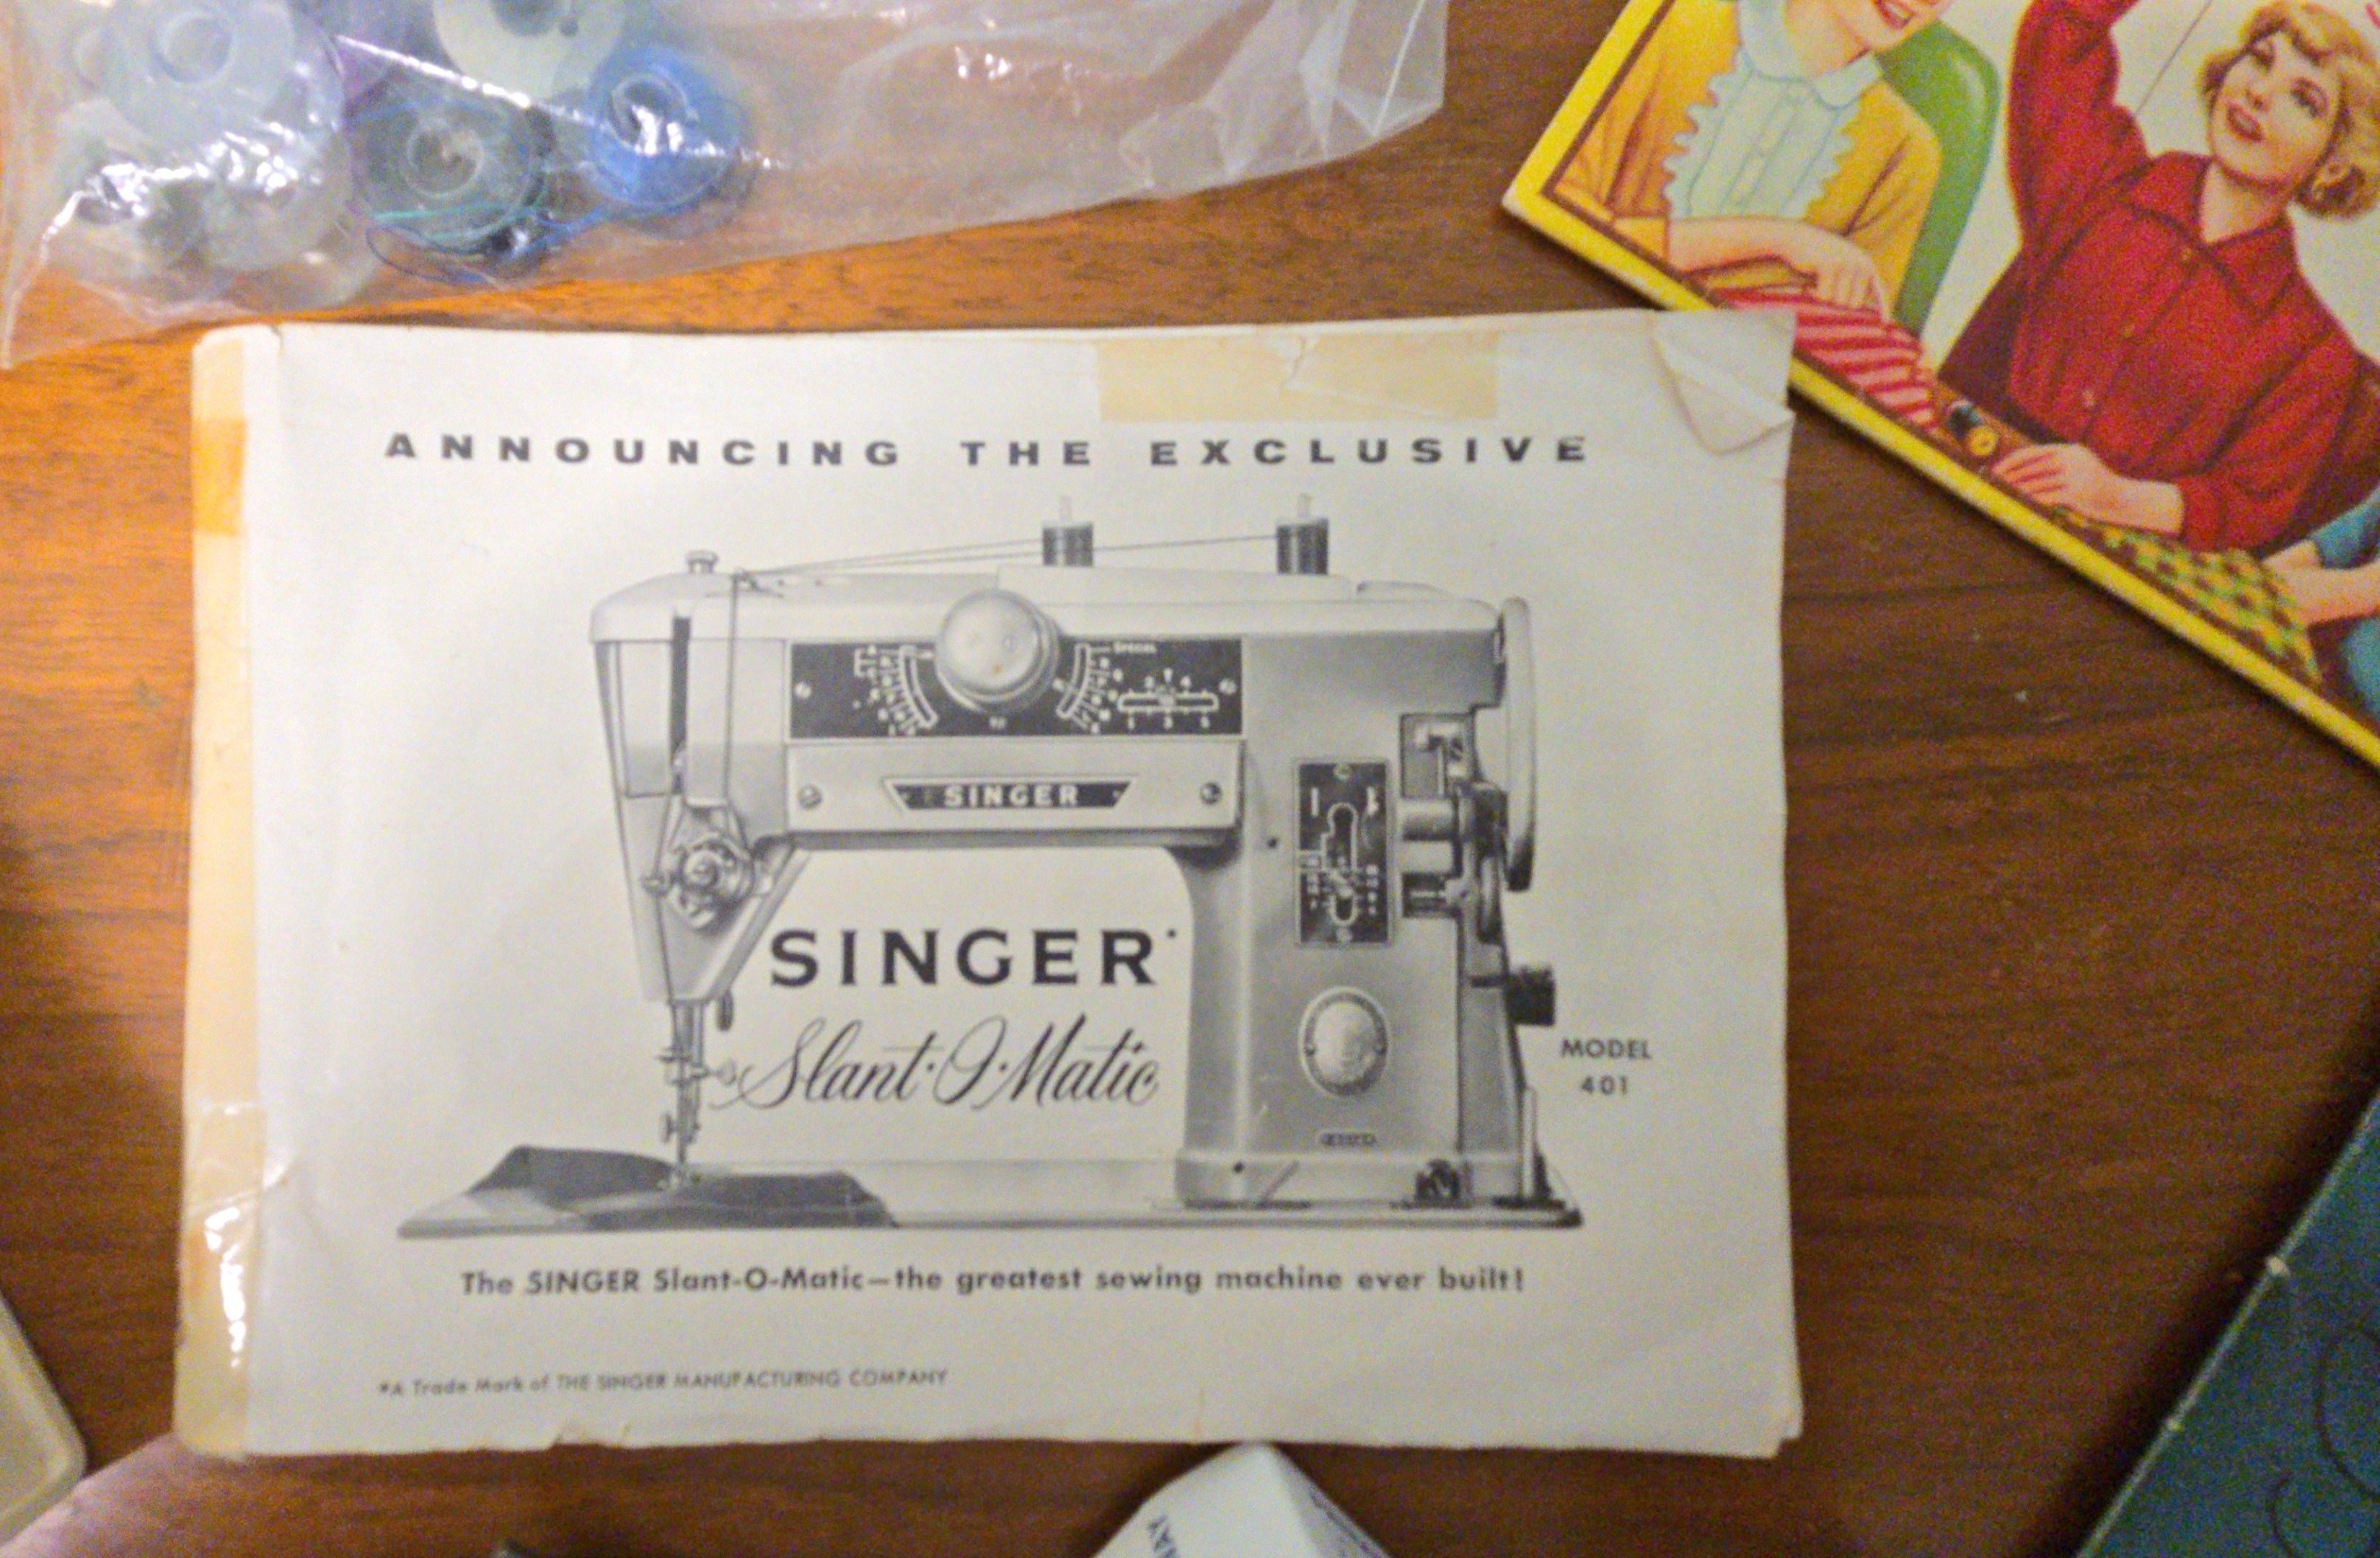 ANNOUNCING THE EXCLUSIVE
SPECIAL
SINGER
SINGER*
Slant-O-Matic
MODEL
401
The SINGER Slant-O-Matic—the greatest sewing machine ever built!
*A Trade Mark of THE SINGER MANUFACTURING COMPANY